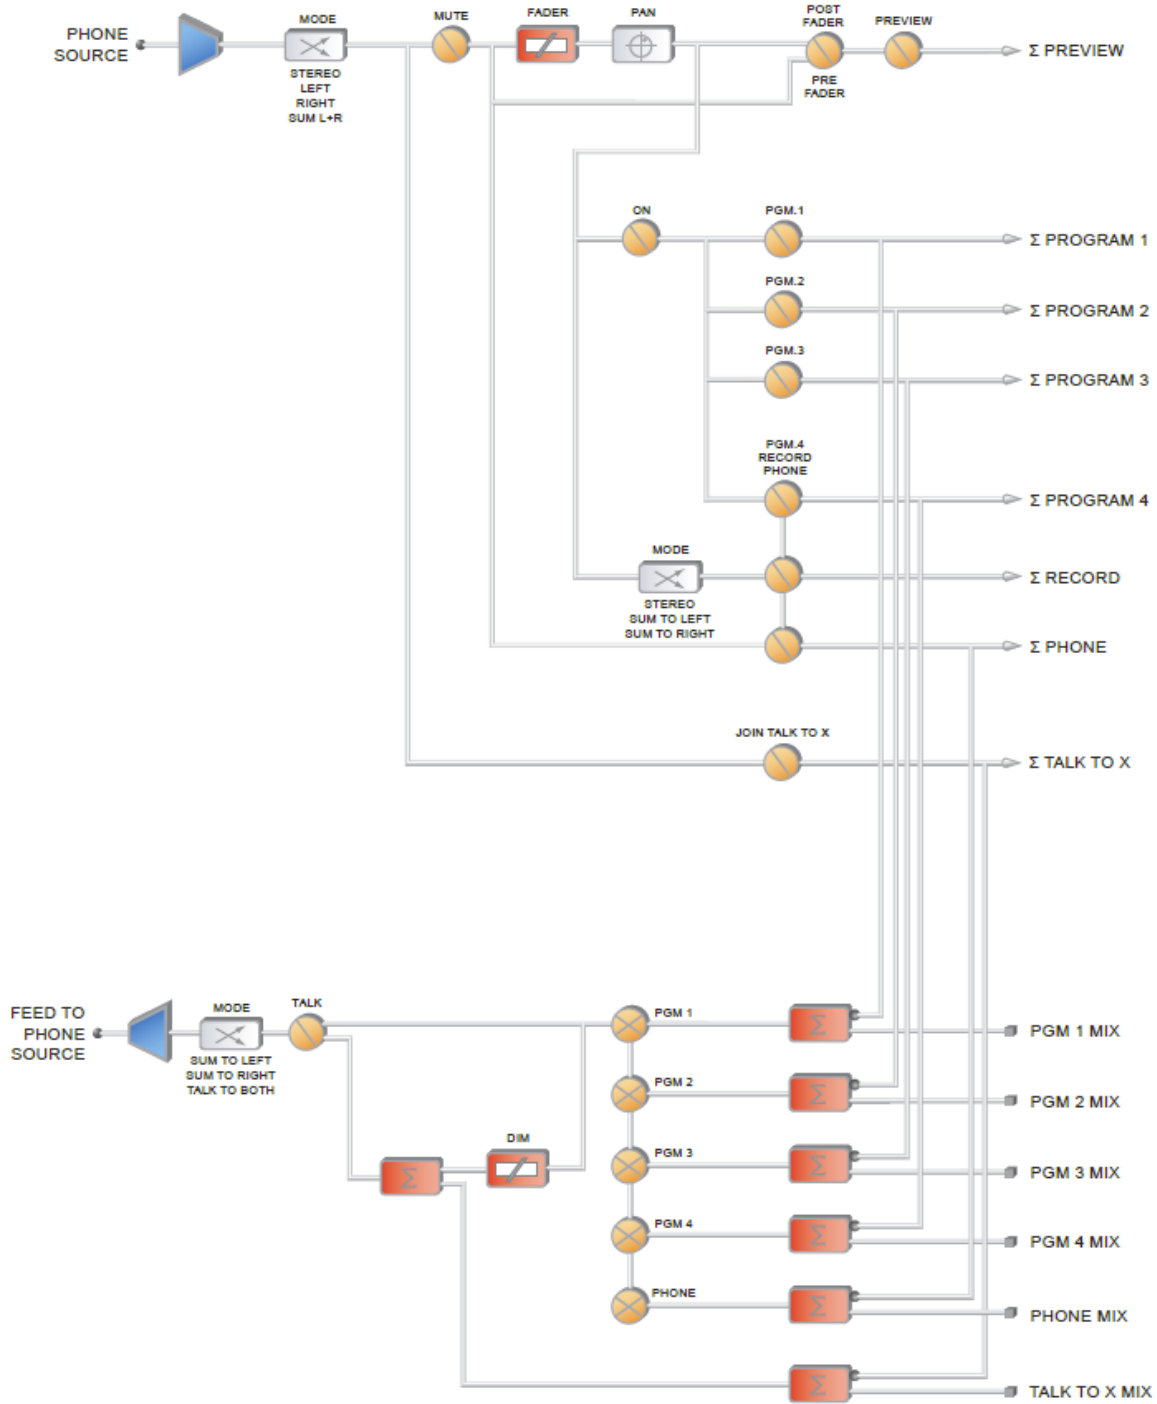 PHONE
SOURCE
MODE
STEREO
LEFT
RIGHT
SUM L+R
MUTE
FADER
PAN
POST
FADER
PRE
FADER
PREVIEW
Σ PREVIEW
ON
PGM.1
Σ PROGRAM 1
PGM.2
Σ PROGRAM 2
PGM.3
Σ PROGRAM 3
PGM.4
RECORD
PHONE
Σ PROGRAM 4
MODE
STEREO
SUM TO LEFT
SUM TO RIGHT
Σ RECORD
Σ PHONE
JOIN TALK TO X
Σ TALK TO X
FEED TO
PHONE
SOURCE
MODE
SUM TO LEFT
SUM TO RIGHT
TALK TO BOTH
TALK
PGM 1
Σ
PGM 1 MIX
PGM 2
Σ
PGM 2 MIX
DIM
Σ
PGM 3
Σ
PGM 3 MIX
PGM 4
Σ
PGM 4 MIX
PHONE
Σ
PHONE MIX
Σ
TALK TO X MIX